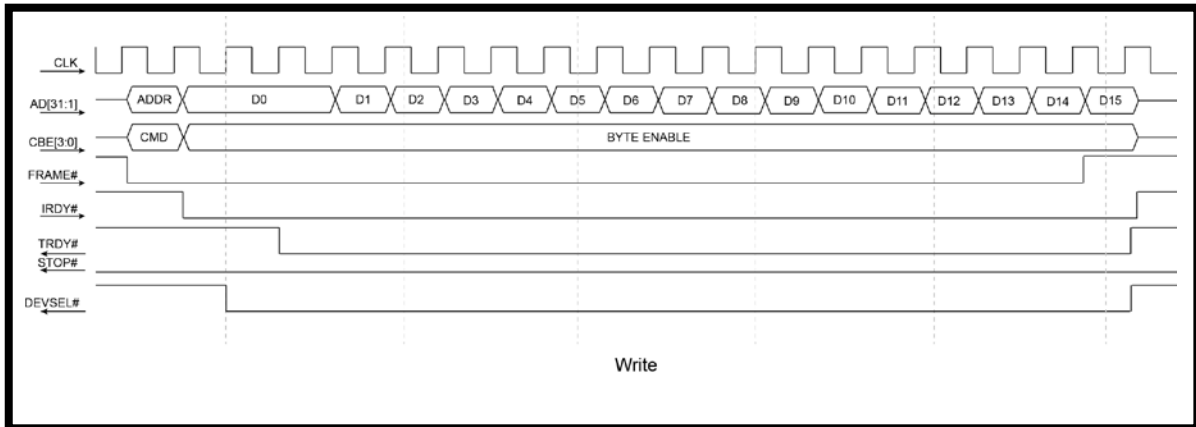 CLK
AD[31:1] ADDR D0 D1 D2 D3 D4 D5 D6 D7 D8 D9 D10 D11 D12 D13 D14 D15
CBE[3:0] CMD BYTE ENABLE
FRAME#
IRDY#
TRDY#
STOP#
DEVSEL#
Write